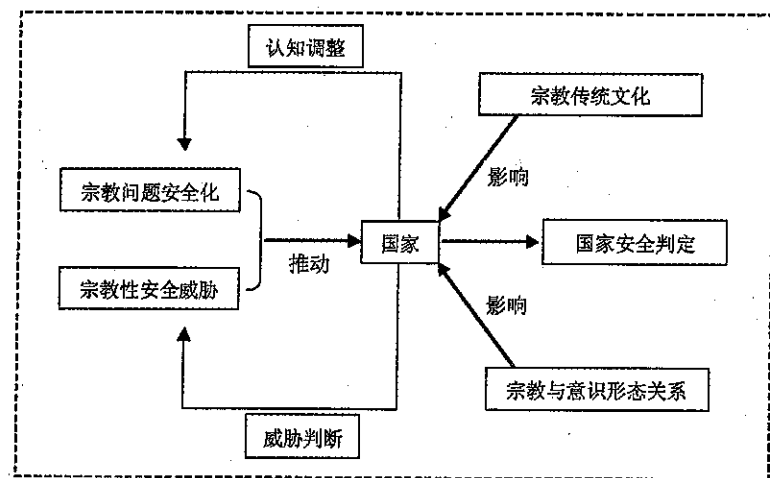 认知调整
宗教传统文化
影响
宗教问题安全化
国家
国家安全判定
推动
宗教性安全威胁
影响
宗教与意识形态关系
威胁判断